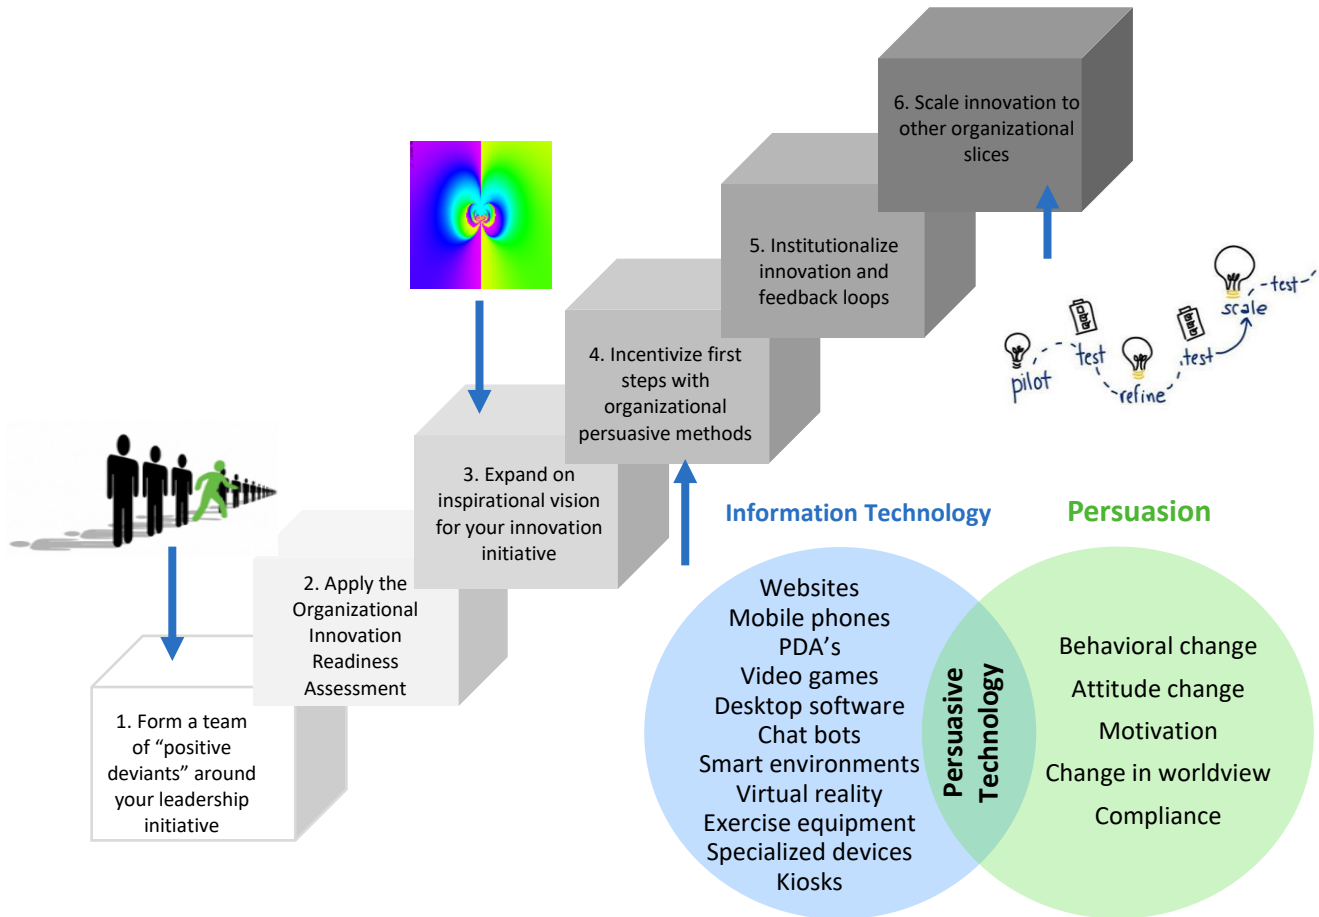 1. Form a team
of “positive
deviants” around
your leadership
initiative
2. Apply the
Organizational
Innovation
Readiness
Assessment
3. Expand on
inspirational vision
for your innovation
initiative
4. Incentivize first
steps with
organizational
persuasive methods
5. Institutionalize
innovation and
feedback loops
6. Scale innovation to
other organizational
slices
pilot
test
refine
test
scale
test
Information Technology
Persuasion
Websites
Mobile phones
PDA’s
Video games
Desktop software
Chat bots
Smart environments
Virtual reality
Exercise equipment
Specialized devices
Kiosks
Persuasive
Technology
Behavioral change
Attitude change
Motivation
Change in worldview
Compliance